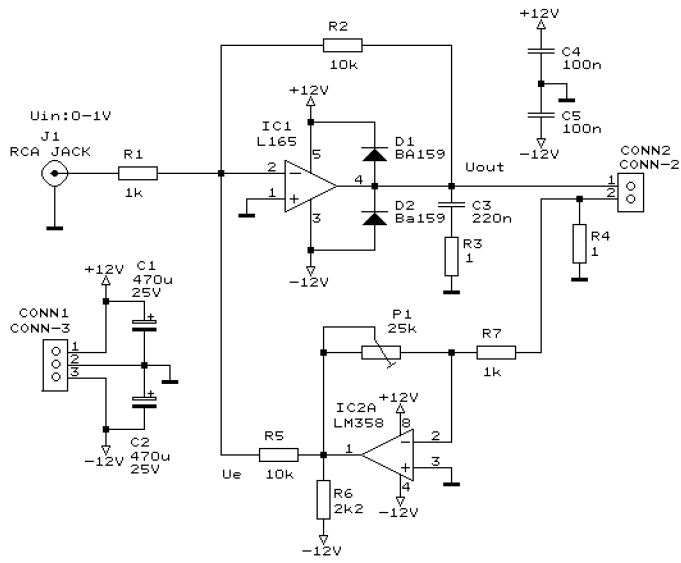 +12V
R2
10k
C4
100n
+12V
Uin:0-1V
J1
RCA JACK
R1
1k
IC1
L165
5
2
1
4
3
D1
BA159
C5
100n
-12V
CONN2
CONN-2
1
2
Uout
D2
Ba159
C3
220n
R3
1
R4
1
-12V
+12V
C1
470u
25V
CONN1
CONN-3
1
2
3
P1
25k
R7
1k
IC2A
LM358
+12V
8
2
3
1
4
-12V
-12V
C2
470u
25V
R5
10k
Ue
R6
2k2
-12V